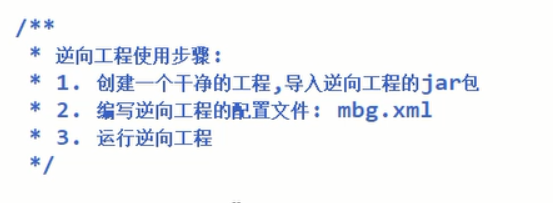 /**
* 逆向工程使用步骤:
* 1. 创建一个干净的工程,导入逆向工程的jar包
* 2. 编写逆向工程的配置文件: mbg.xml
* 3. 运行逆向工程
*/